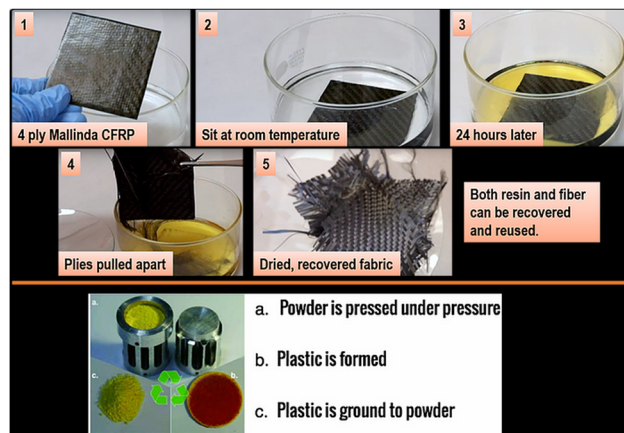 1
4 ply Mallinda CFRP
2
Sit at room temperature
3
24 hours later
4
Plies pulled apart
5
Dried, recovered fabric
Both resin and fiber
can be recovered
and reused.
a.
c.
b.
a. Powder is pressed under pressure
b. Plastic is formed
c. Plastic is ground to powder